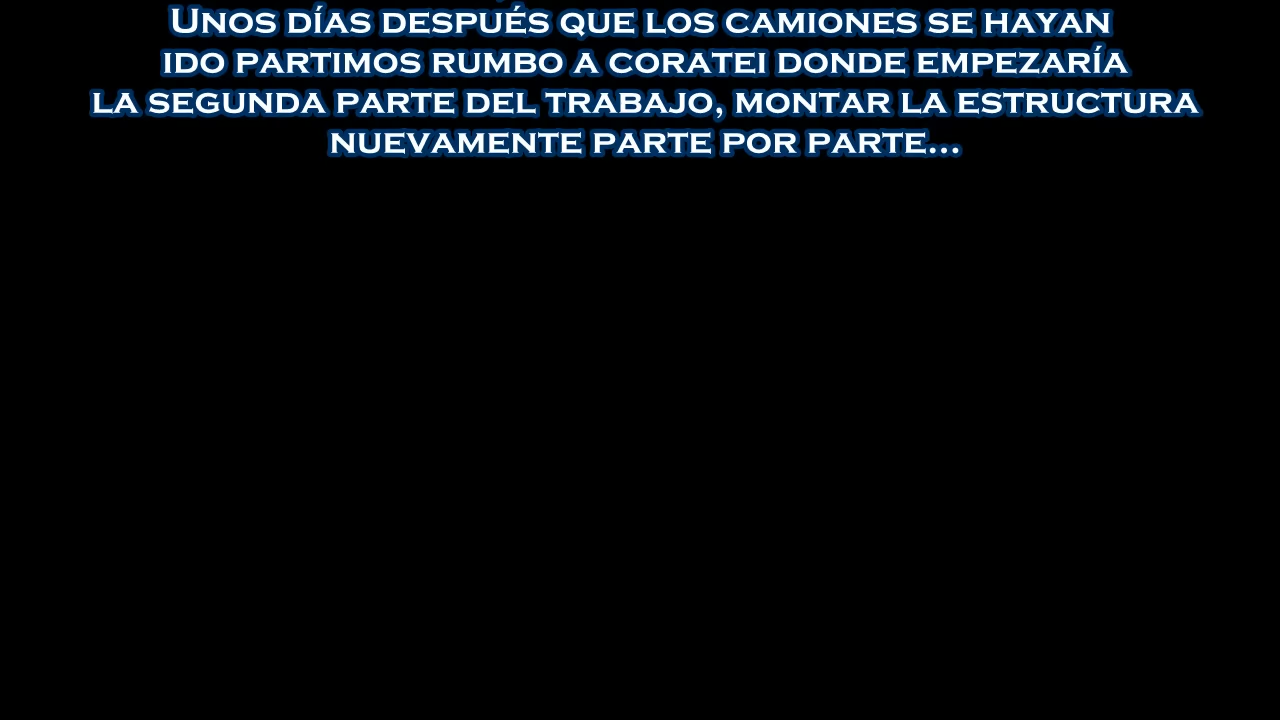 Unos días después que los camiones se hayan
ido partimos rumbo a coratei donde empezaría
la segunda parte del trabajo, montar la estructura
nuevamente parte por parte...